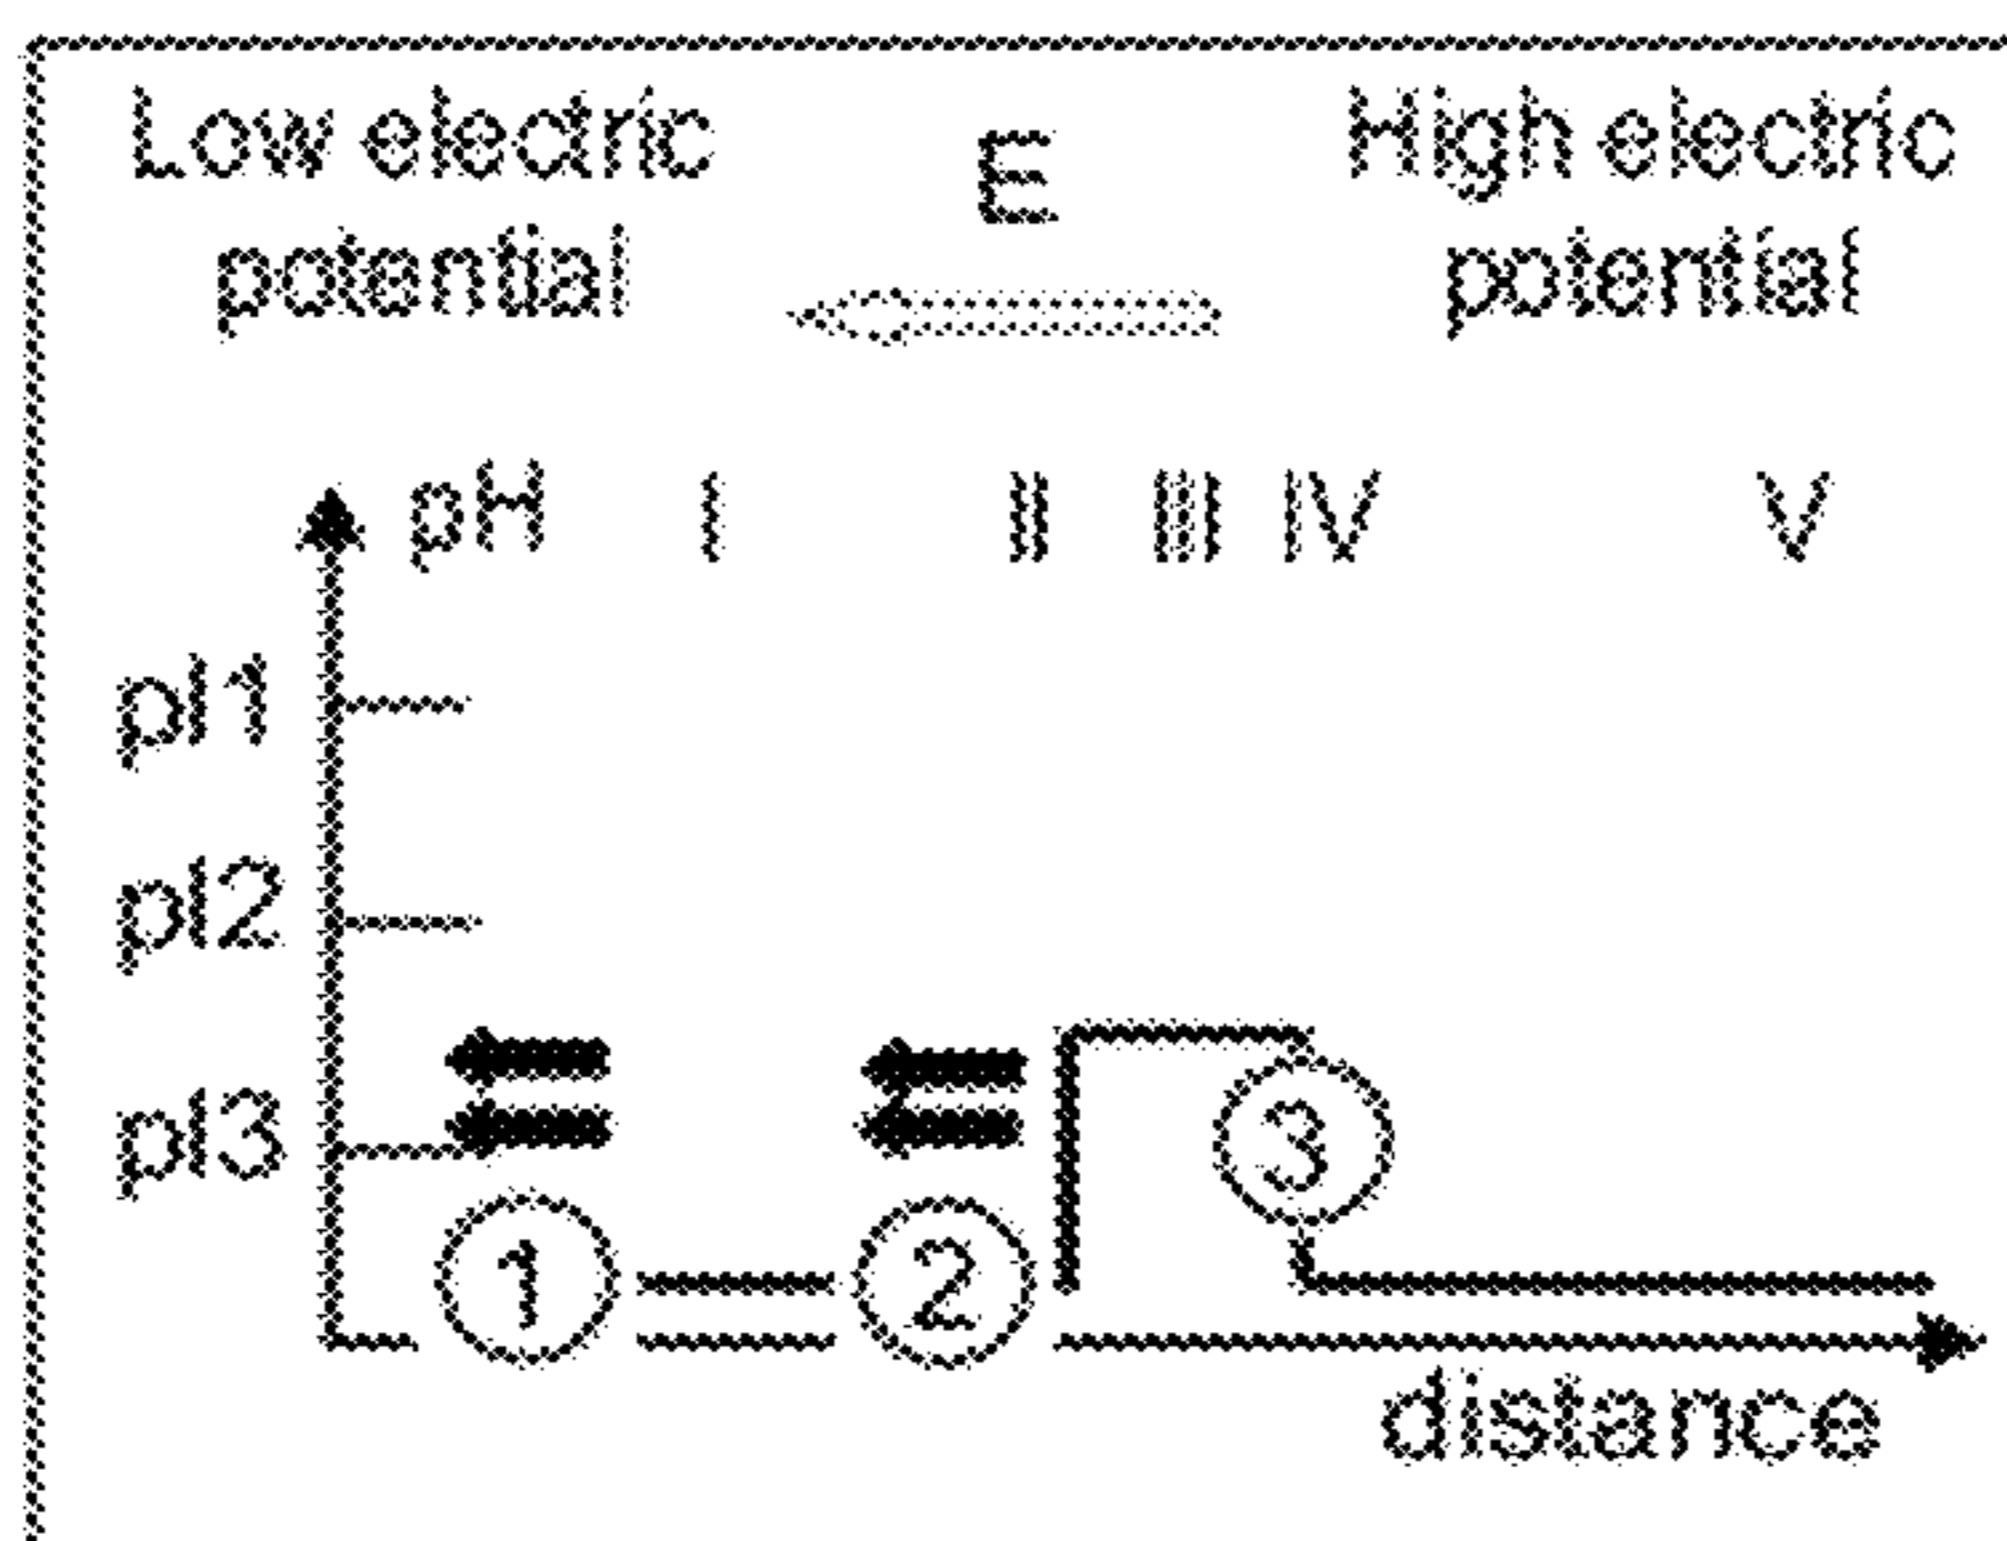 Low electric
potential
E
High electric
potential
pH I II III IV V
pI1
pI2
pI3
1 2 3
distance